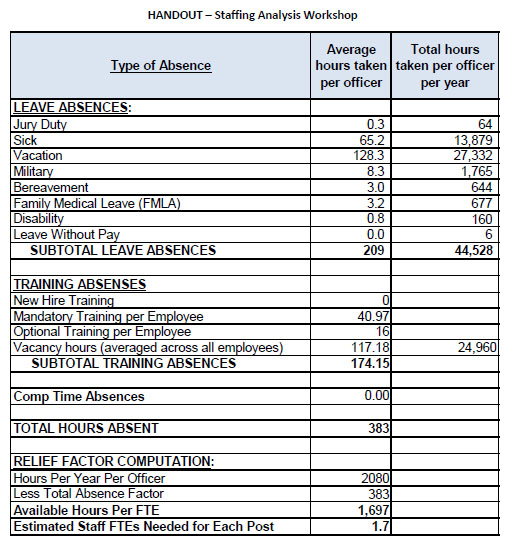 HANDOUT – Staffing Analysis Workshop
Type of Absence Average hours taken per officer Total hours taken per officer per year
LEAVE ABSENCES:
Jury Duty 0.3 64
Sick 65.2 13,879
Vacation 128.3 27,332
Military 8.3 1,765
Bereavement 3.0 644
Family Medical Leave (FMLA) 3.2 677
Disability 0.8 160
Leave Without Pay 0.0 6
SUBTOTAL LEAVE ABSENCES 209 44,528
TRAINING ABSENSES
New Hire Training 0
Mandatory Training per Employee 40.97
Optional Training per Employee 16
Vacancy hours (averaged across all employees) 117.18 24,960
SUBTOTAL TRAINING ABSENCES 174.15
Comp Time Absences 0.00
TOTAL HOURS ABSENT 383
RELIEF FACTOR COMPUTATION:
Hours Per Year Per Officer 2080
Less Total Absence Factor 383
Available Hours Per FTE 1,697
Estimated Staff FTEs Needed for Each Post 1.7